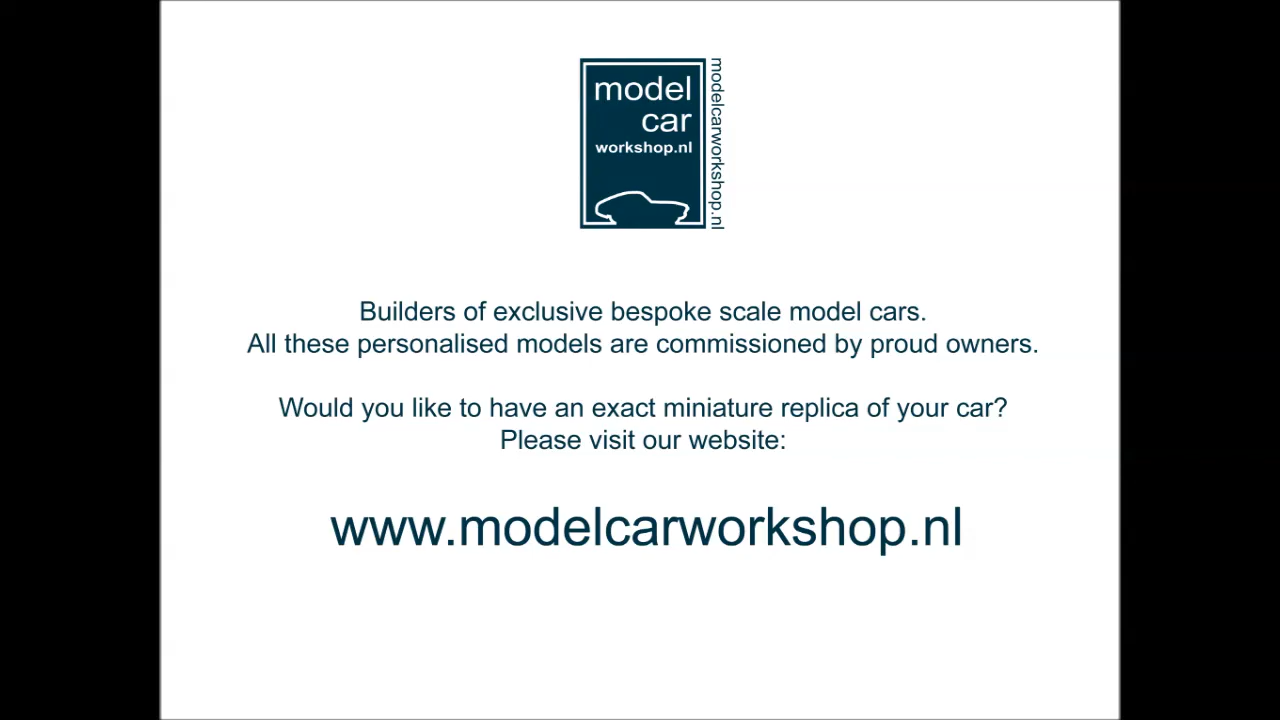 model
car
workshop.nl
modelcarworkshop.nl
Builders of exclusive bespoke scale model cars.
All these personalised models are commissioned by proud owners.
Would you like to have an exact miniature replica of your car?
Please visit our website:
www.modelcarworkshop.nl